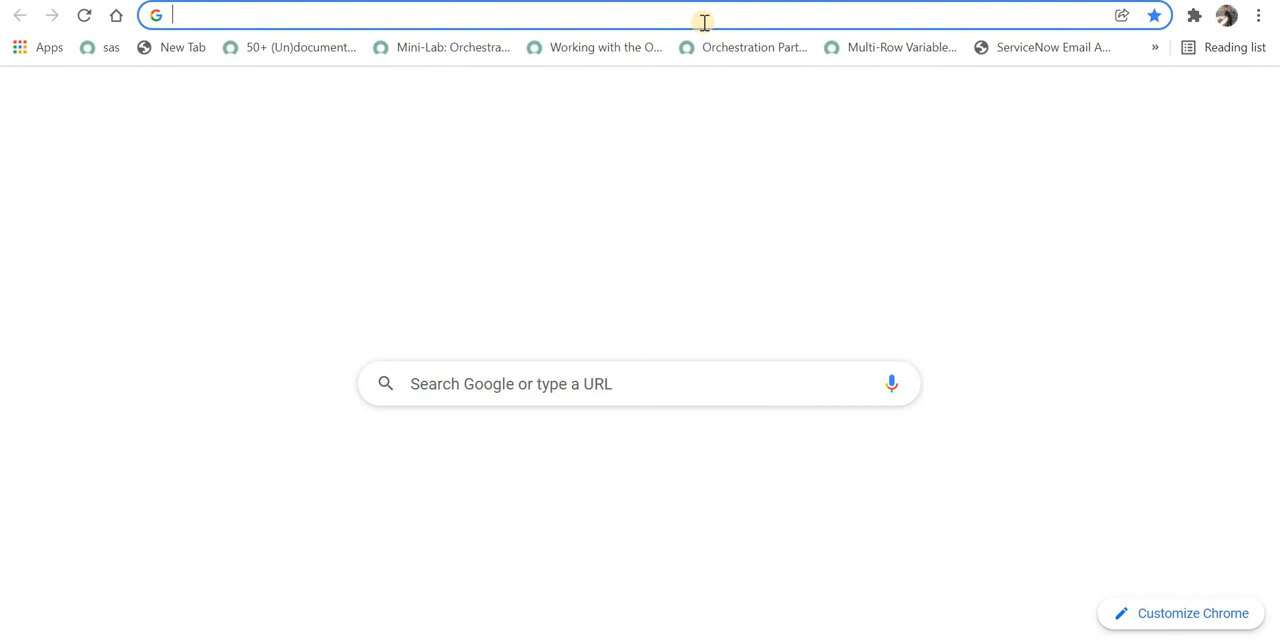 Apps sas New Tab 50+ (Un)document... Mini-Lab: Orchestra... Working with the O... Orchestration Part... Multi-Row Variable... ServiceNow Email A... » Reading list
Search Google or type a URL
Customize Chrome